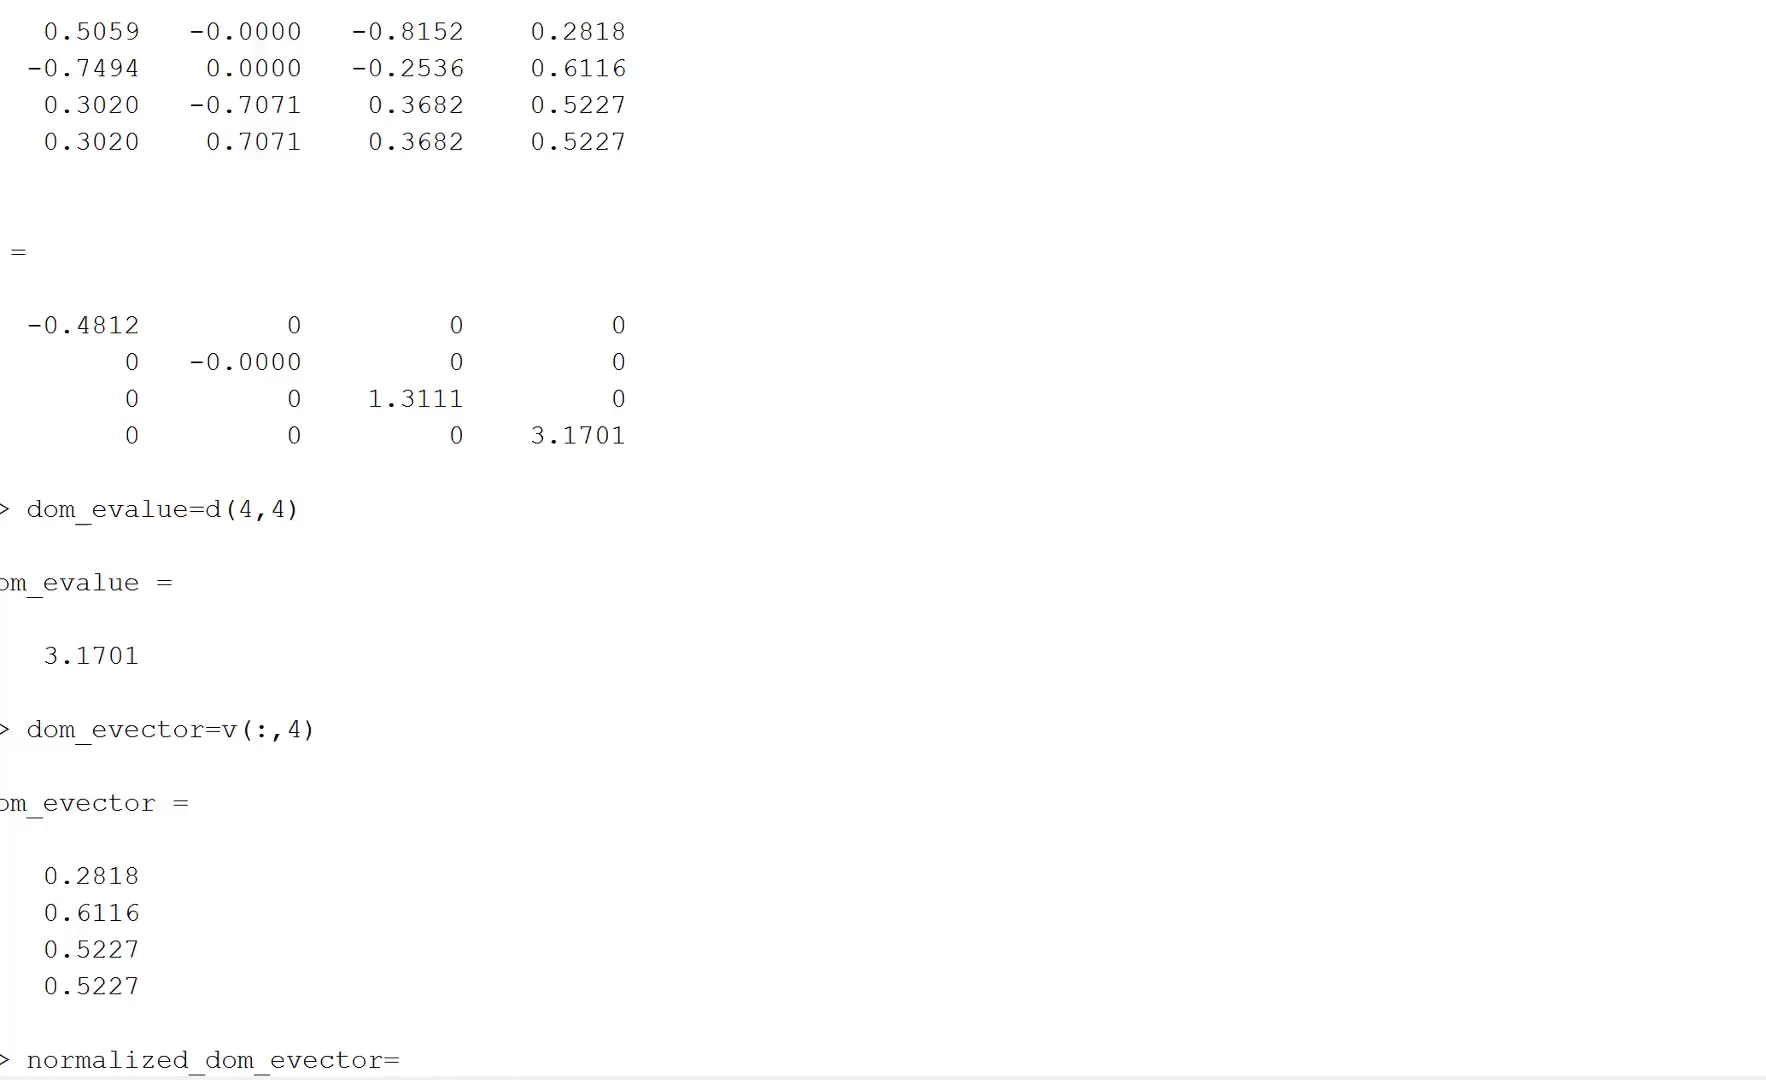 0.5059 -0.0000 -0.8152 0.2818
-0.7494 0.0000 -0.2536 0.6116
0.3020 -0.7071 0.3682 0.5227
0.3020 0.7071 0.3682 0.5227
=
-0.4812 0 0 0
0 -0.0000 0 0
0 0 1.3111 0
0 0 0 3.1701
> dom_evalue=d(4,4)
om_evalue =
3.1701
> dom_evector=v(:,4)
om_evector =
0.2818
0.6116
0.5227
0.5227
> normalized_dom_evector=